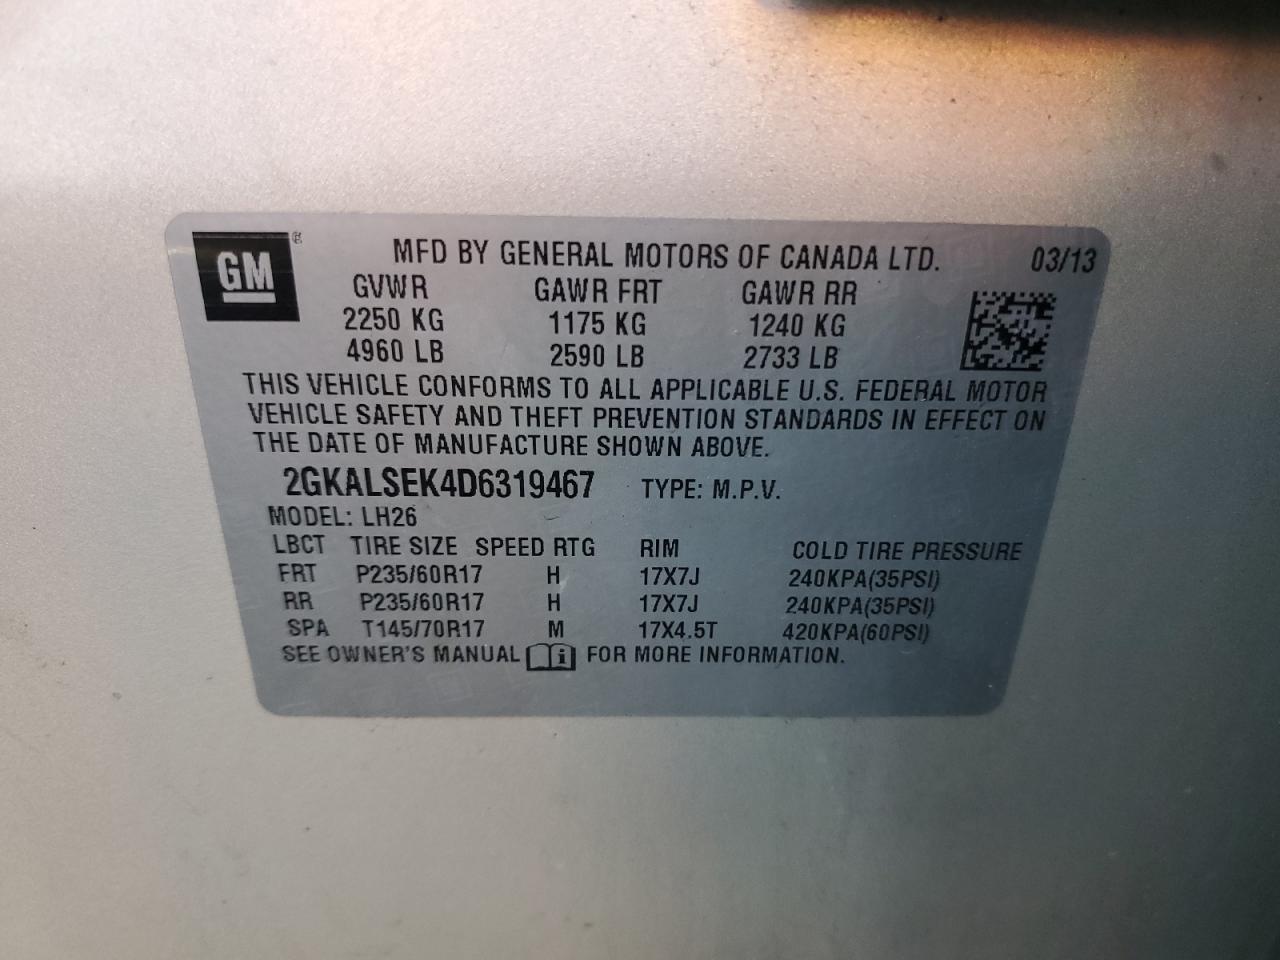 GM® MFD BY GENERAL MOTORS OF CANADA LTD. 03/13
GVWR GAWR FRT GAWR RR
2250 KG 1175 KG 1240 KG
4960 LB 2590 LB 2733 LB
THIS VEHICLE CONFORMS TO ALL APPLICABLE U.S. FEDERAL MOTOR
VEHICLE SAFETY AND THEFT PREVENTION STANDARDS IN EFFECT ON
THE DATE OF MANUFACTURE SHOWN ABOVE.
2GKALSEK4D6319467 TYPE: M.P.V.
MODEL: LH26
LBCT TIRE SIZE SPEED RTG RIM COLD TIRE PRESSURE
FRT P235/60R17 H 17X7J 240KPA(35PSI)
RR P235/60R17 H 17X7J 240KPA(35PSI)
SPA T145/70R17 M 17X4.5T 420KPA(60PSI)
SEE OWNER'S MANUAL i FOR MORE INFORMATION.